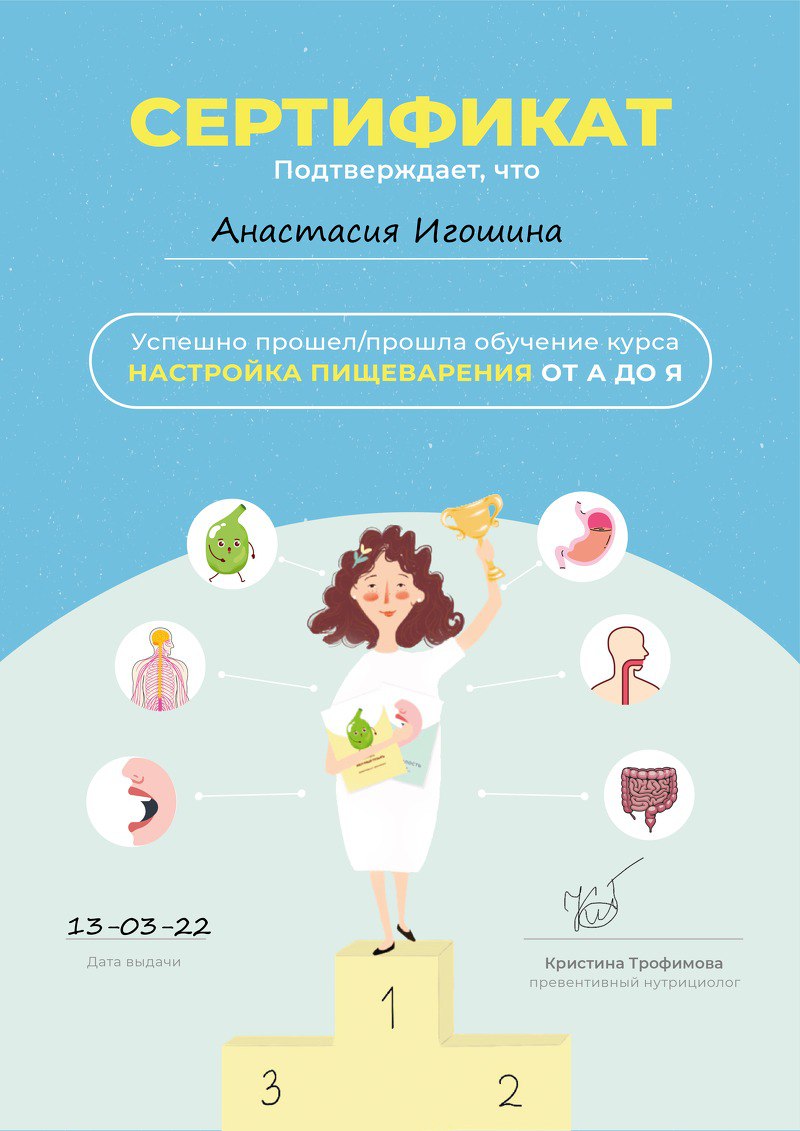 СЕРТИФИКАТ
Подтверждает, что
Анастасия Игошина
Успешно прошел/прошла обучение курса
НАСТРОЙКА ПИЩЕВАРЕНИЯ ОТ А ДО Я
13-03-22
Дата выдачи
Кристина Трофимова
превентивный нутрициолог
1
3
2